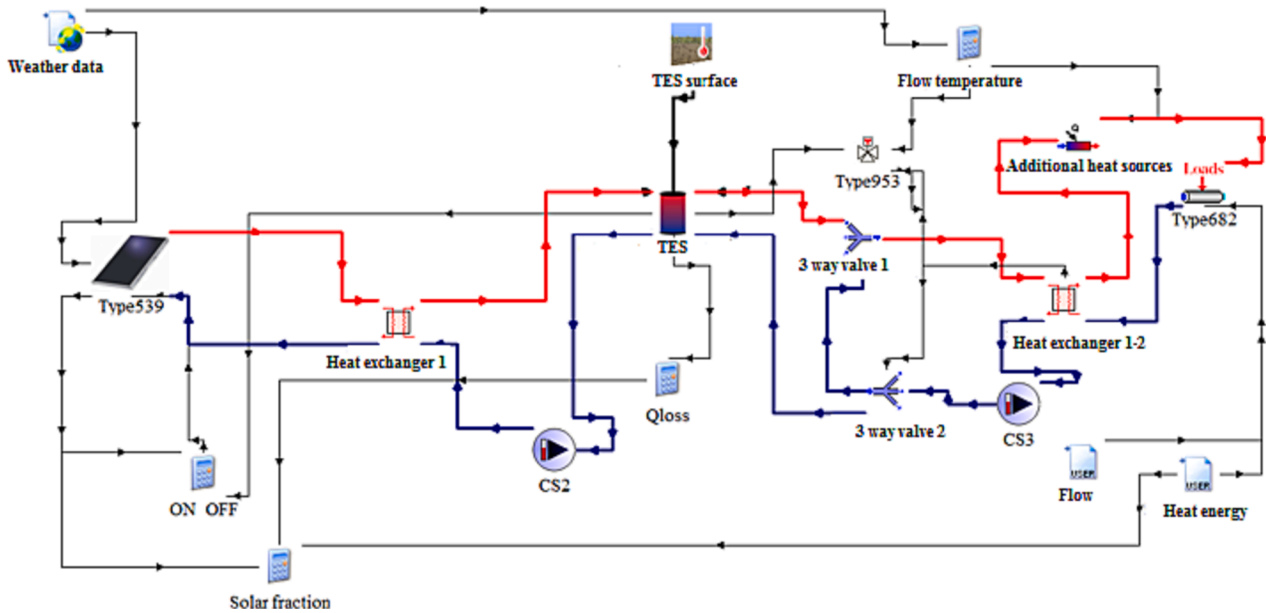 Weather data
TES surface
Flow temperature
Additional heat sources
Type953
Loads
Type682
TES
3 way valve 1
Type539
Heat exchanger 1
Heat exchanger 1-2
Qloss
3 way valve 2
CS3
CS2
USER
Flow
USER
Heat energy
ON OFF
Solar fraction